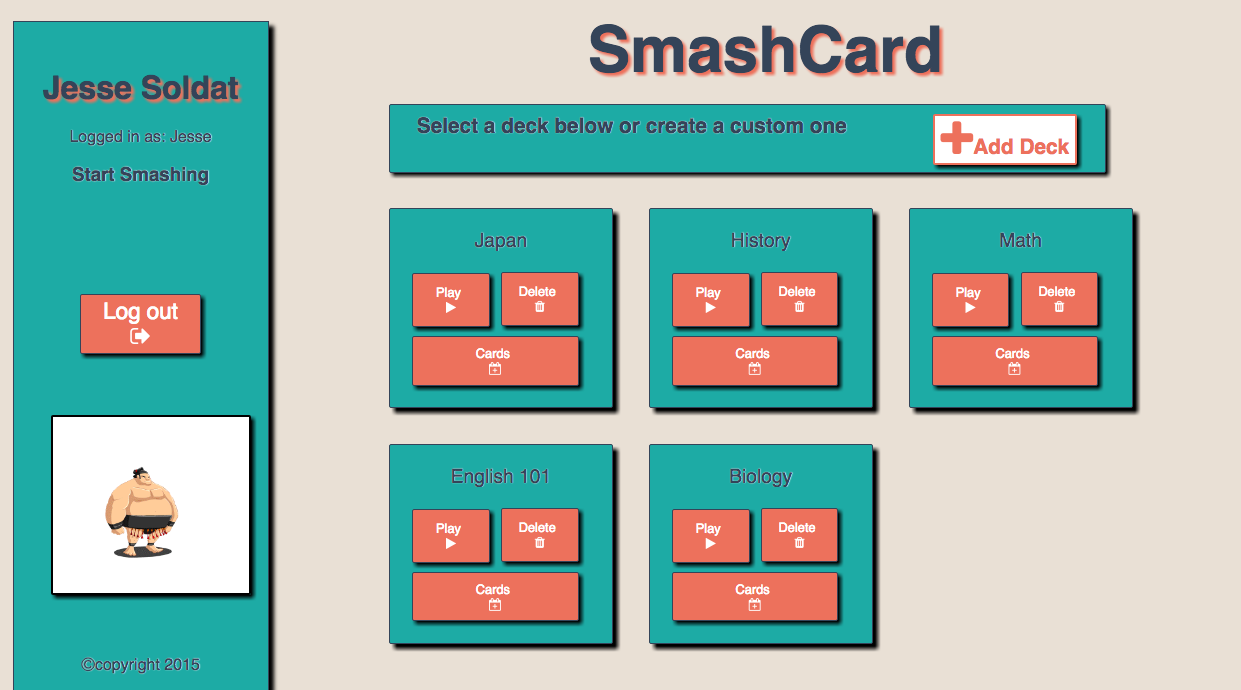 Jesse Soldat
Logged in as: Jesse
Start Smashing
Log out
©copyright 2015
SmashCard
Select a deck below or create a custom one
Add Deck
Japan
Play
Delete
Cards
History
Play
Delete
Cards
Math
Play
Delete
Cards
English 101
Play
Delete
Cards
Biology
Play
Delete
Cards